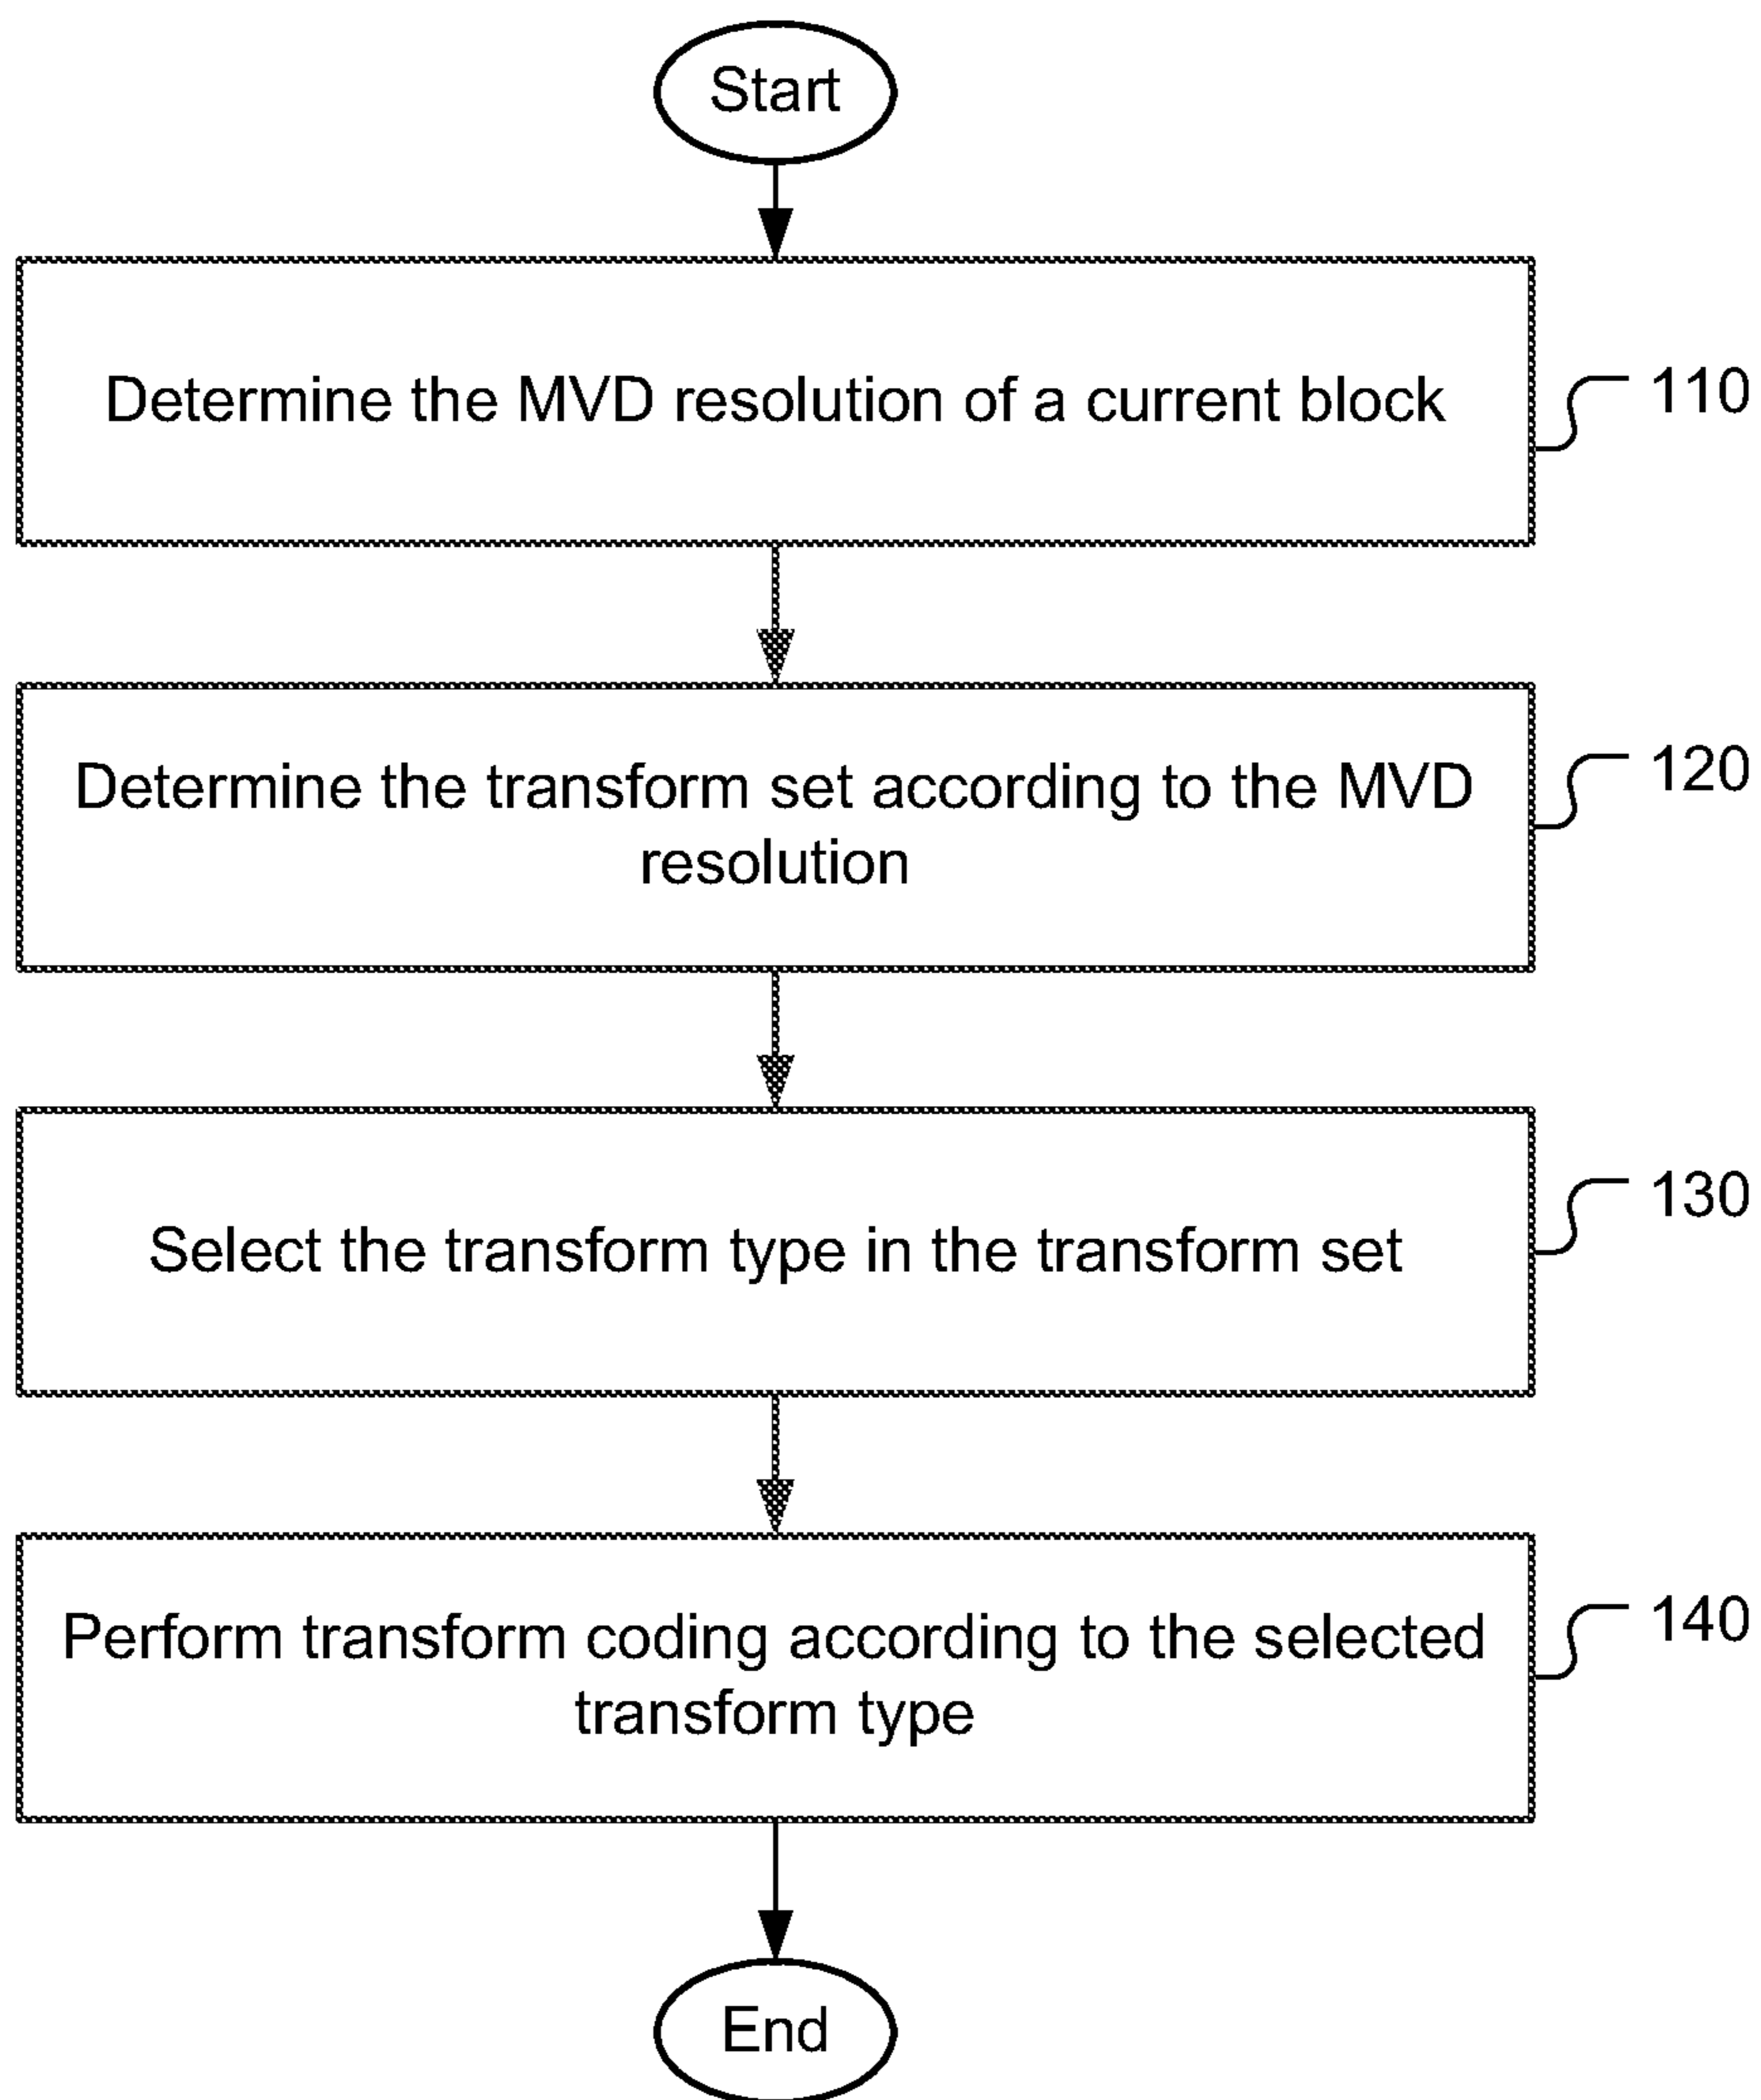 Start
Determine the MVD resolution of a current block
110
Determine the transform set according to the MVD
resolution
120
Select the transform type in the transform set
130
Perform transform coding according to the selected
transform type
140
End